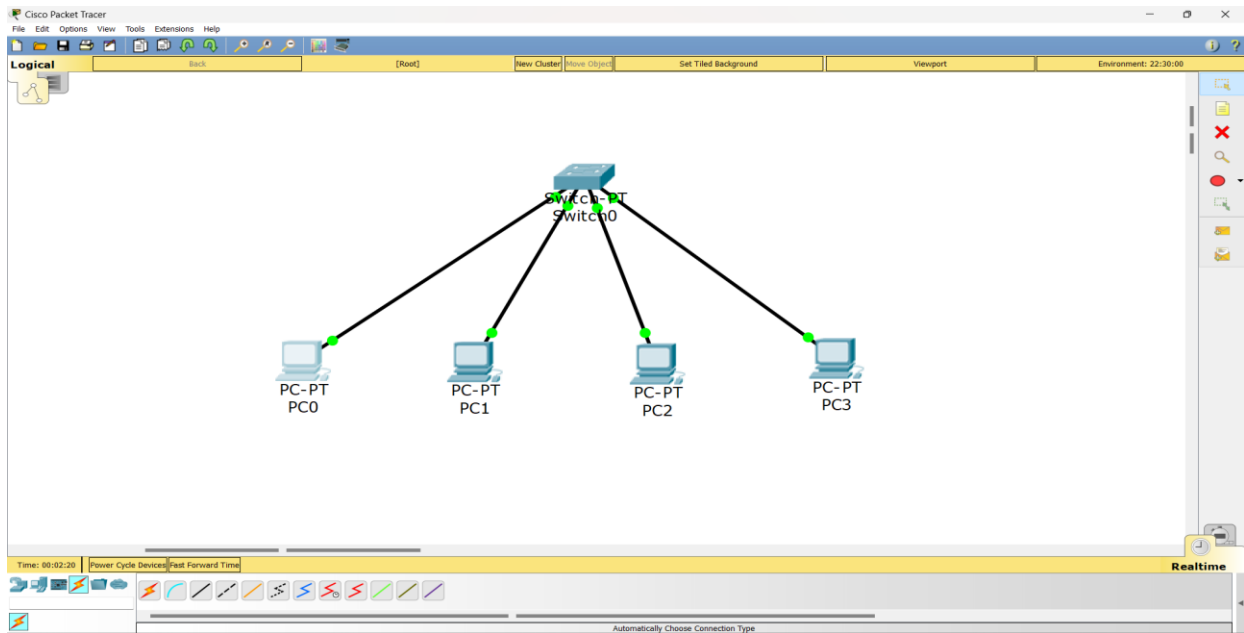 Cisco Packet Tracer
File Edit Options View Tools Extensions Help
Logical Back [Root] New Cluster Move Object Set Tiled Background Viewport Environment: 22:30:00
Switch-PT
Switch0
PC-PT
PC0
PC-PT
PC1
PC-PT
PC2
PC-PT
PC3
Time: 00:02:20 Power Cycle Devices Fast Forward Time Realtime
Automatically Choose Connection Type